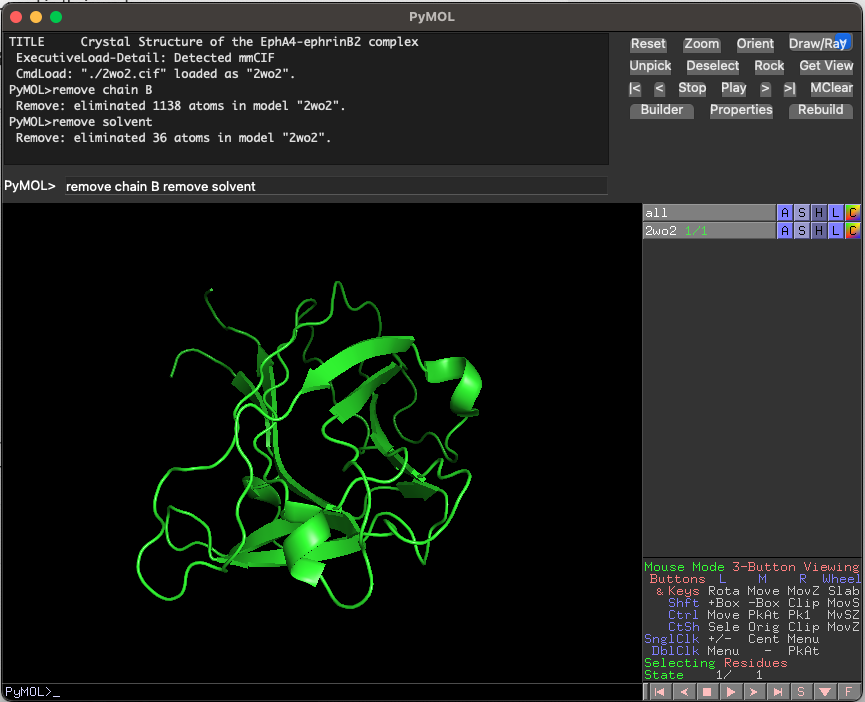 PyMOL
TITLE     Crystal Structure of the EphA4-ephrinB2 complex
ExecutiveLoad-Detail: Detected mmCIF
CmdLoad: "./2wo2.cif" loaded as "2wo2".
PyMOL>remove chain B
Remove: eliminated 1138 atoms in model "2wo2".
PyMOL>remove solvent
Remove: eliminated 36 atoms in model "2wo2".
PyMOL> remove chain B remove solvent
Reset Zoom Orient Draw/Ray
Unpick Deselect Rock Get View
|< < Stop Play > >| MClear
Builder Properties Rebuild
all A S H L C
2wo2 1/1 A S H L C
Mouse Mode 3-Button Viewing
Buttons L M R Wheel
& Keys Rota Move MovZ Slab
Shft +Box -Box Clip MovS
Ctrl Move PkAt Pk1 MvSZ
CtSh Sele Orig Clip MovZ
SnglClk +/- Cent Menu
DblClk Menu - PkAt
Selecting Residues
State 1/ 1
PyMOL>_
S F